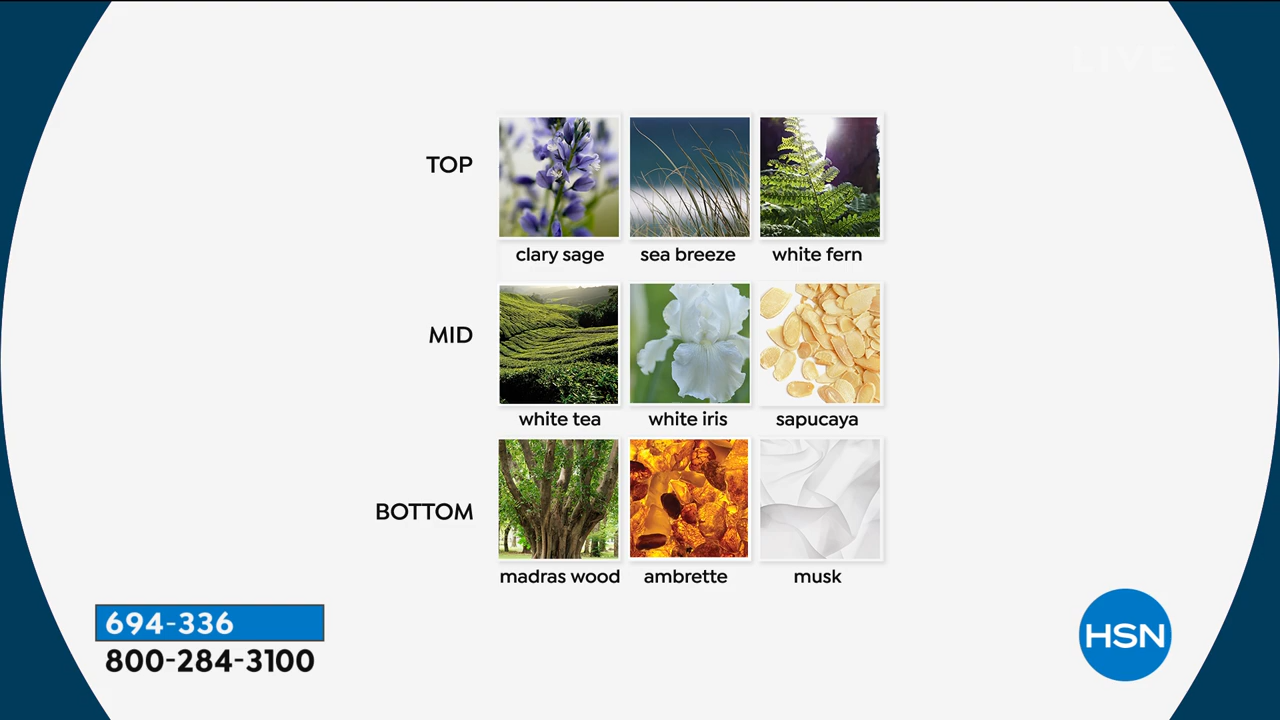 LIVE
TOP
clary sage
sea breeze
white fern
MID
white tea
white iris
sapucaya
BOTTOM
madras wood
ambrette
musk
694-336
800-284-3100
HSN